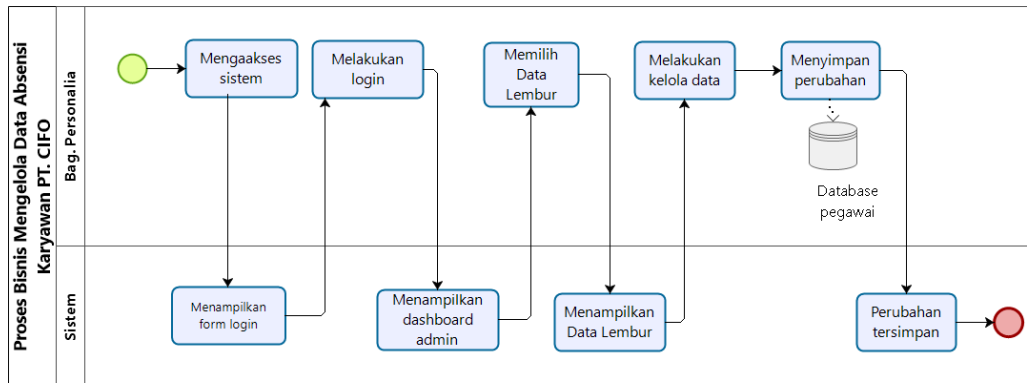 Proses Bisnis Mengelola Data Absensi
Karyawan PT. CIFO
Bag. Personalia
Mengaakses
sistem
Melakukan
login
Memilih
Data
Lembur
Melakukan
kelola data
Menyimpan
perubahan
Database
pegawai
Sistem
Menampilkan
form login
Menampilkan
dashboard
admin
Menampilkan
Data Lembur
Perubahan
tersimpan